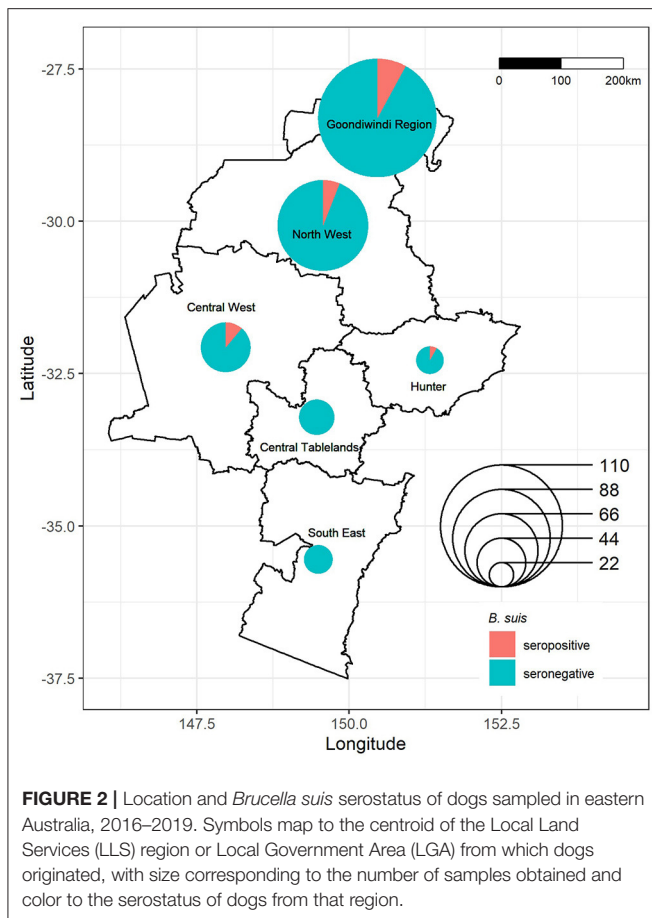 -27.5
-30.0
-32.5
-35.0
-37.5
Latitude
0 100 200km
Goondiwindi Region
North West
Central West
Hunter
Central Tablelands
South East
110
88
66
44
22
B. suis
seropositive
seronegative
147.5 150.0 152.5
Longitude
FIGURE 2 | Location and Brucella suis serostatus of dogs sampled in eastern
Australia, 2016–2019. Symbols map to the centroid of the Local Land
Services (LLS) region or Local Government Area (LGA) from which dogs
originated, with size corresponding to the number of samples obtained and
color to the serostatus of dogs from that region.